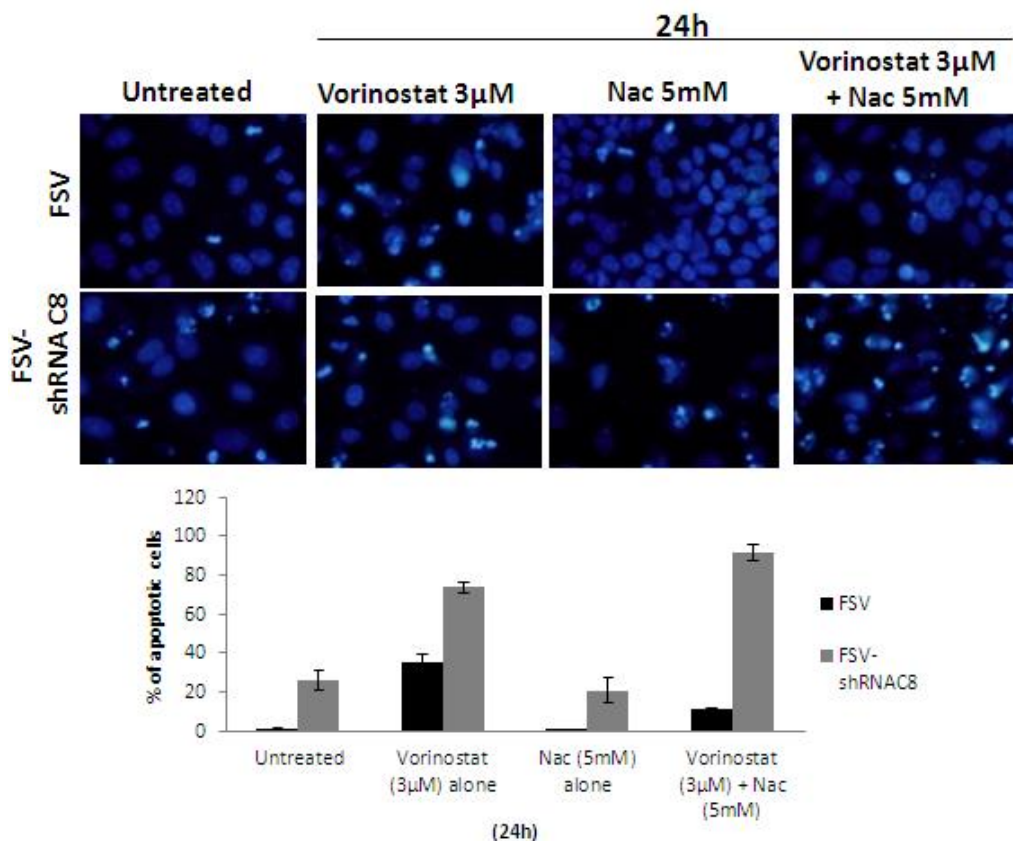 24h
Untreated
Vorinostat 3µM
Nac 5mM
Vorinostat 3µM
+ Nac 5mM
FSV
FSV-
shRNA C8
% of apoptotic cells
120
100
80
60
40
20
0
Untreated
Vorinostat
(3µM) alone
Nac (5mM)
alone
Vorinostat
(3µM) + Nac
(5mM)
(24h)
FSV
FSV-
shRNAC8